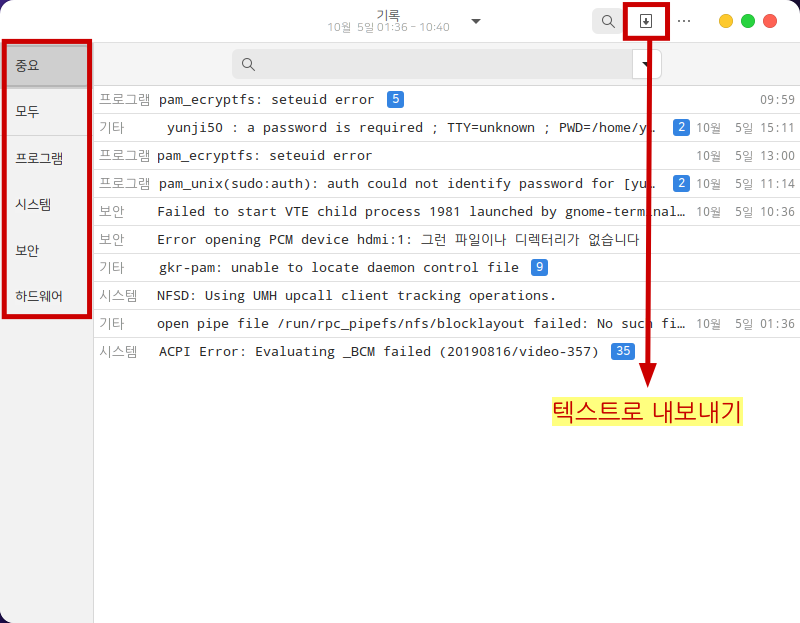 기록
10월 5일 01:36 – 10:40
중요
모두
프로그램
시스템
보안
하드웨어
프로그램 pam_ecryptfs: seteuid error 5 09:59
기타 yunji50 : a password is required ; TTY=unknown ; PWD=/home/y… 2 10월 5일 15:11
프로그램 pam_ecryptfs: seteuid error 10월 5일 13:00
프로그램 pam_unix(sudo:auth): auth could not identify password for [yu… 2 10월 5일 11:14
보안 Failed to start VTE child process 1981 launched by gnome-terminal… 10월 5일 10:36
보안 Error opening PCM device hdmi:1: 그런 파일이나 디렉터리가 없습니다
기타 gkr-pam: unable to locate daemon control file 9
시스템 NFSD: Using UMH upcall client tracking operations.
기타 open pipe file /run/rpc_pipefs/nfs/blocklayout failed: No such fi… 10월 5일 01:36
시스템 ACPI Error: Evaluating _BCM failed (20190816/video-357) 35
텍스트로 내보내기